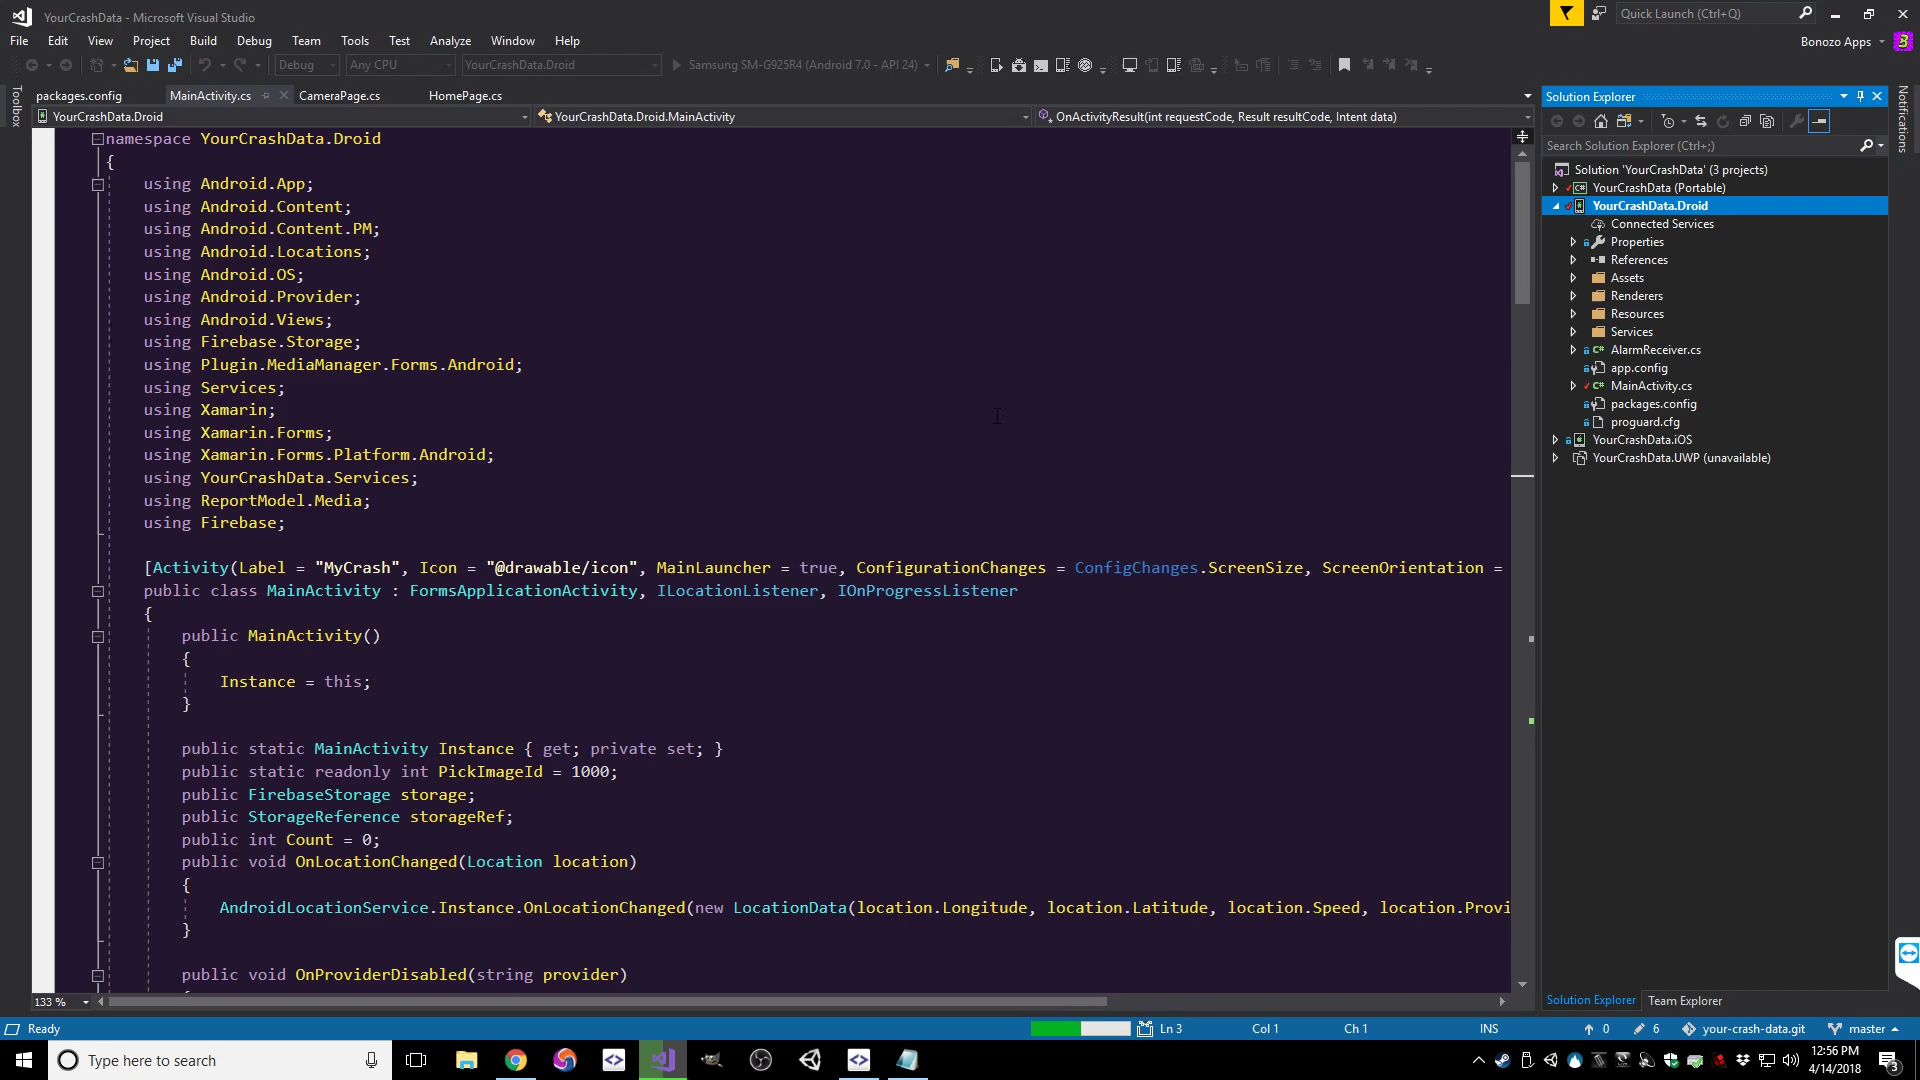 YourCrashData - Microsoft Visual Studio
Quick Launch (Ctrl+Q)
File Edit View Project Build Debug Team Tools Test Analyze Window Help
Bonozo Apps
Debug Any CPU YourCrashData.Droid Samsung SM-G925R4 (Android 7.0 - API 24)
Toolbox
packages.config MainActivity.cs CameraPage.cs HomePage.cs
YourCrashData.Droid YourCrashData.Droid.MainActivity OnActivityResult(int requestCode, Result resultCode, Intent data)
namespace YourCrashData.Droid
{
using Android.App;
using Android.Content;
using Android.Content.PM;
using Android.Locations;
using Android.OS;
using Android.Provider;
using Android.Views;
using Firebase.Storage;
using Plugin.MediaManager.Forms.Android;
using Services;
using Xamarin;
using Xamarin.Forms;
using Xamarin.Forms.Platform.Android;
using YourCrashData.Services;
using ReportModel.Media;
using Firebase;
[Activity(Label = "MyCrash", Icon = "@drawable/icon", MainLauncher = true, ConfigurationChanges = ConfigChanges.ScreenSize, ScreenOrientation =
public class MainActivity : FormsApplicationActivity, ILocationListener, IOnProgressListener
{
public MainActivity()
{
Instance = this;
}
public static MainActivity Instance { get; private set; }
public static readonly int PickImageId = 1000;
public FirebaseStorage storage;
public StorageReference storageRef;
public int Count = 0;
public void OnLocationChanged(Location location)
{
AndroidLocationService.Instance.OnLocationChanged(new LocationData(location.Longitude, location.Latitude, location.Speed, location.Provi
}
public void OnProviderDisabled(string provider)
133 %
Solution Explorer
Search Solution Explorer (Ctrl+;)
Solution 'YourCrashData' (3 projects)
YourCrashData (Portable)
YourCrashData.Droid
Connected Services
Properties
References
Assets
Renderers
Resources
Services
AlarmReceiver.cs
app.config
MainActivity.cs
packages.config
proguard.cfg
YourCrashData.iOS
YourCrashData.UWP (unavailable)
Notifications
Solution Explorer Team Explorer
Ready Ln 3 Col 1 Ch 1 INS 0 6 your-crash-data.git master
Type here to search
12:56 PM
4/14/2018
3